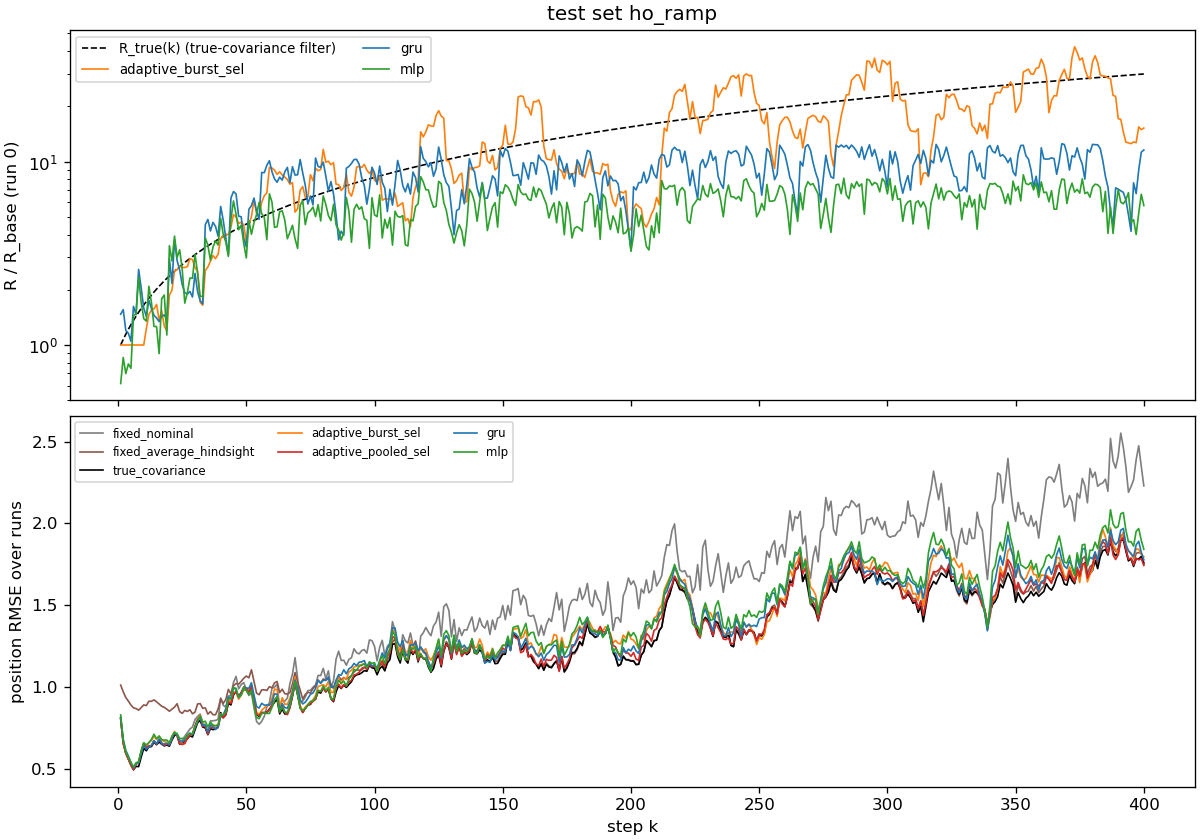 test set ho_ramp
R_true(k) (true-covariance filter)
adaptive_burst_sel
gru
mlp
R / R_base (run 0)
10^1
10^0
fixed_nominal
fixed_average_hindsight
true_covariance
adaptive_burst_sel
adaptive_pooled_sel
gru
mlp
position RMSE over runs
2.5
2.0
1.5
1.0
0.5
0 50 100 150 200 250 300 350 400
step k